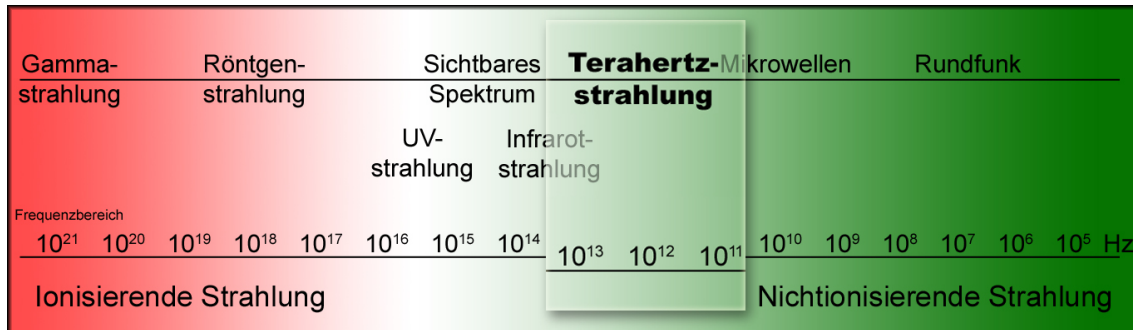 Gamma- Röntgen- Sichtbares Terahertz- Mikrowellen Rundfunk
strahlung strahlung Spektrum strahlung
UV- Infrarot-
strahlung strahlung
Frequenzbereich
10²¹ 10²⁰ 10¹⁹ 10¹⁸ 10¹⁷ 10¹⁶ 10¹⁵ 10¹⁴ 10¹³ 10¹² 10¹¹ 10¹⁰ 10⁹ 10⁸ 10⁷ 10⁶ 10⁵ Hz
Ionisierende Strahlung Nichtionisierende Strahlung